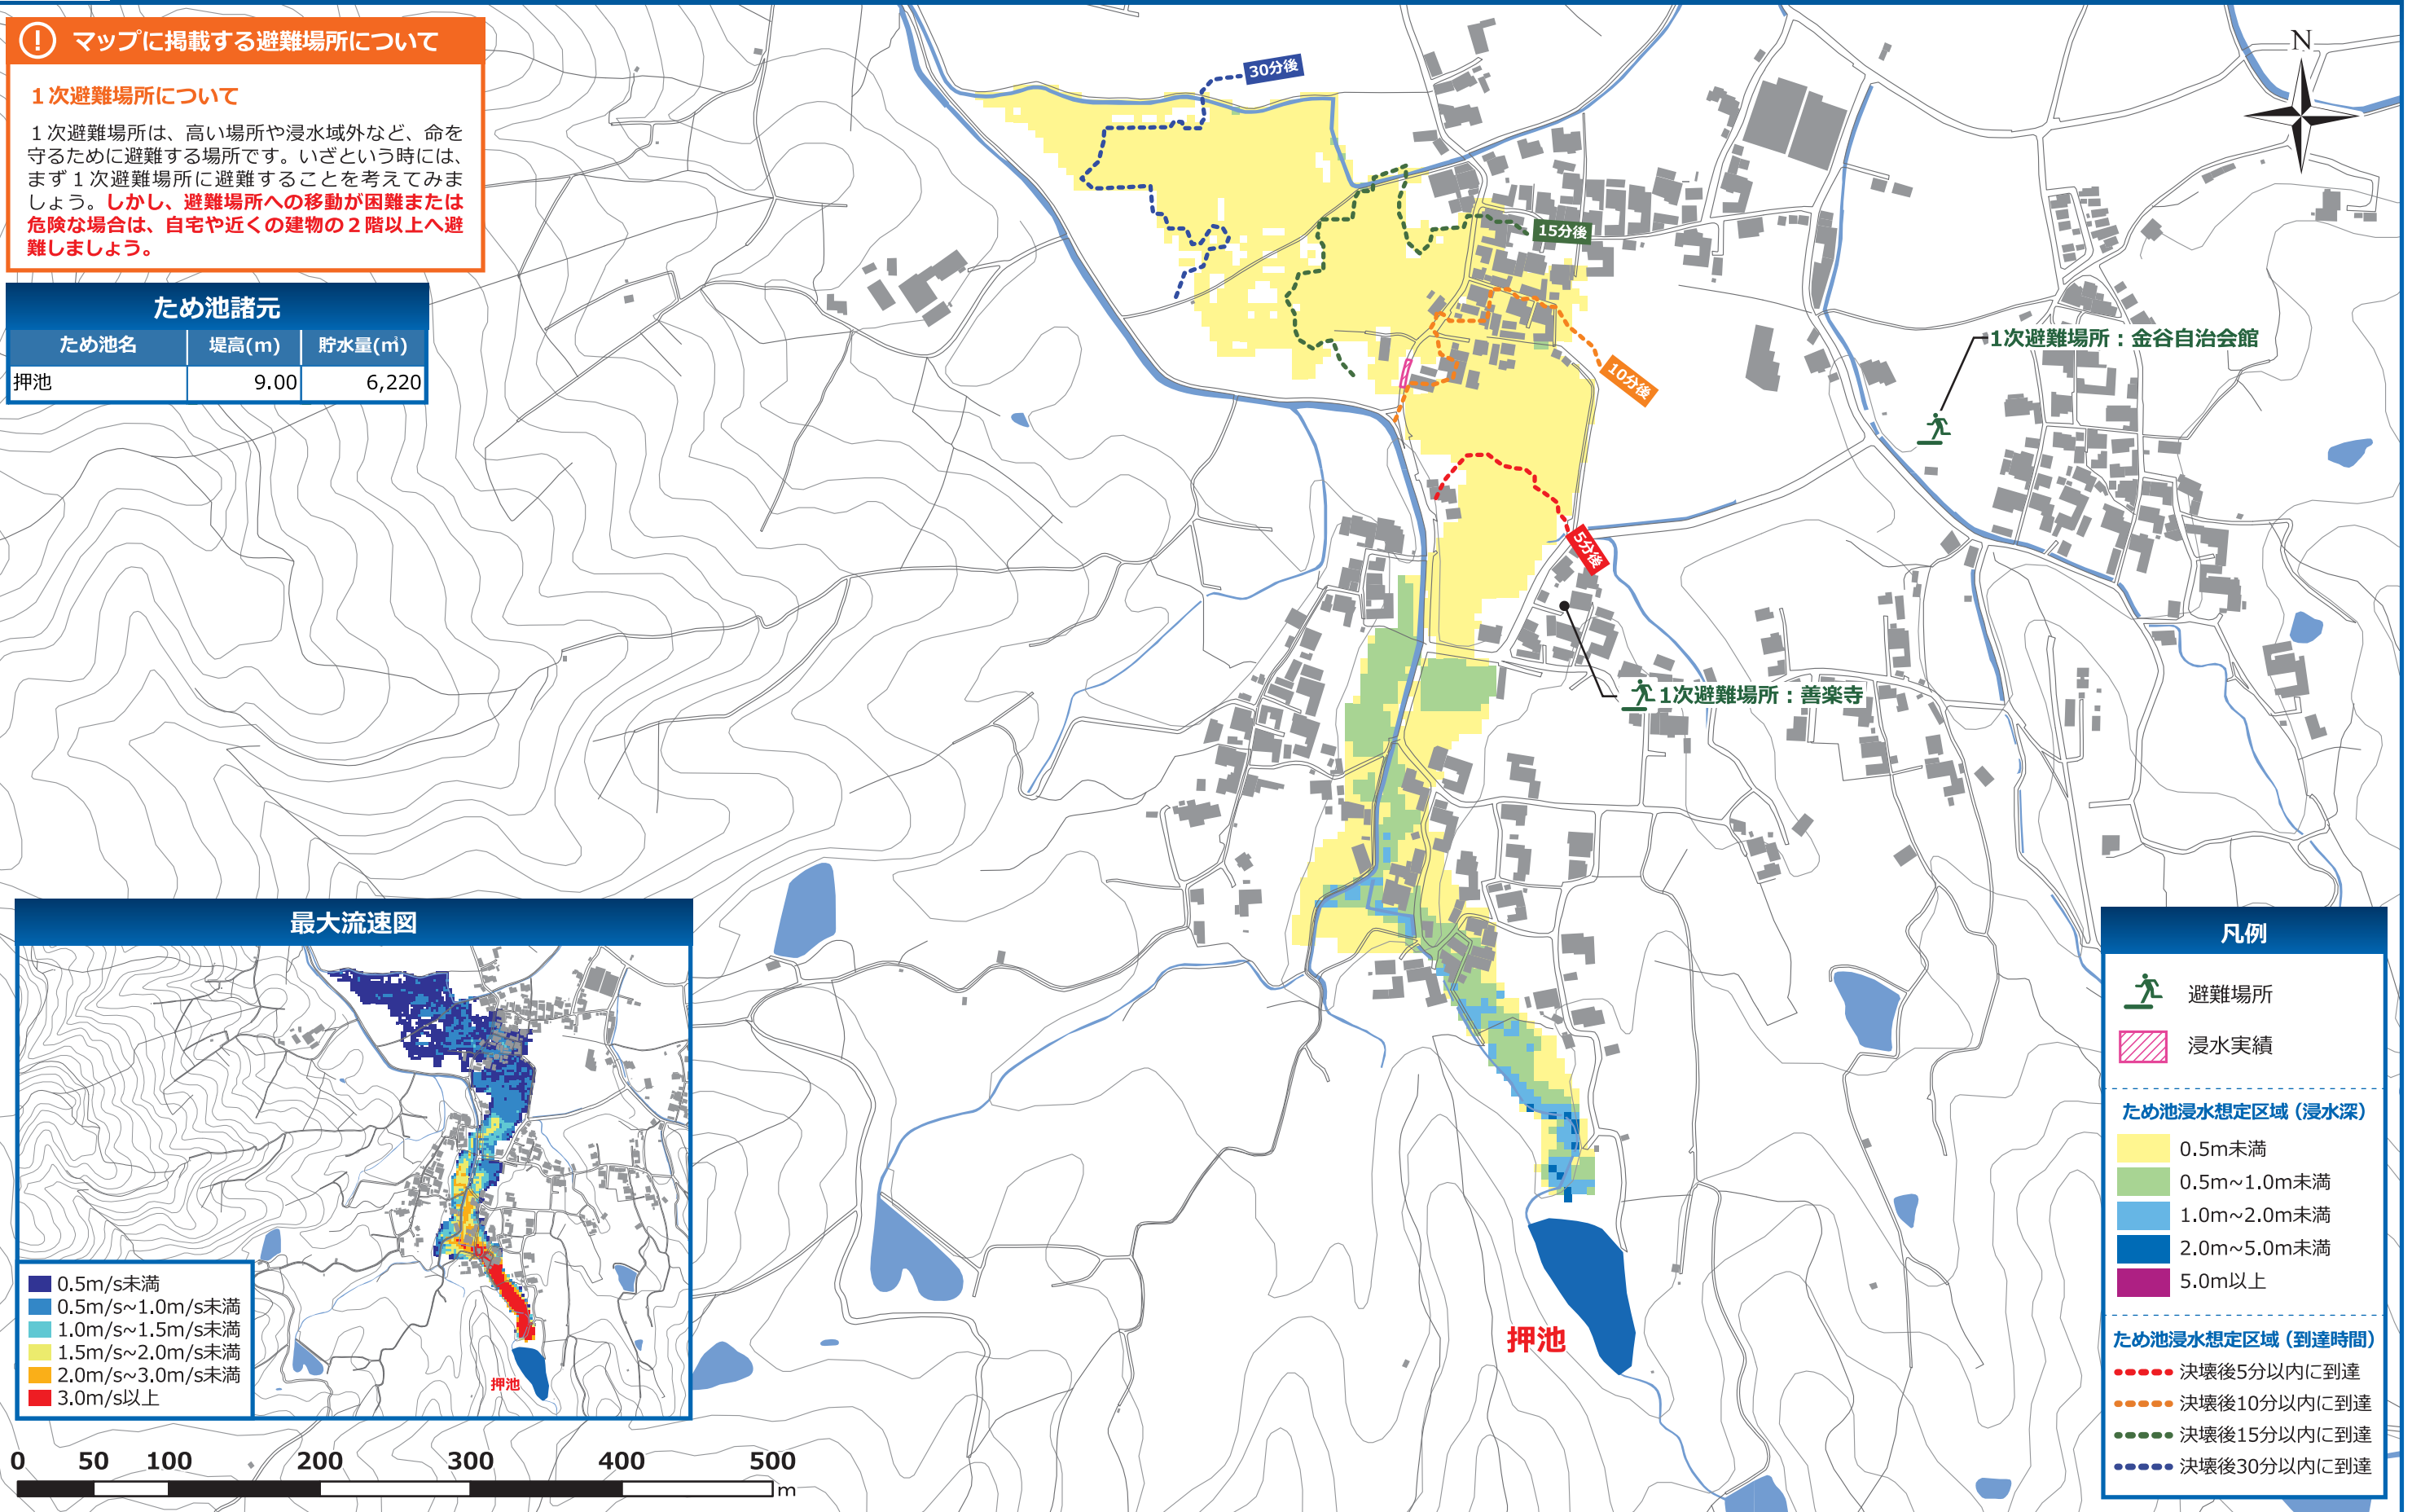 マップに掲載する避難場所について
１次避難場所について
１次避難場所は、高い場所や浸水域外など、命を
守るために避難する場所です。いざという時には、
まず１次避難場所に避難することを考えてみま
しょう。しかし、避難場所への移動が困難または
危険な場合は、自宅や近くの建物の２階以上へ避
難しましょう。
ため池諸元
ため池名 堤高(m) 貯水量(㎥)
押池 9.00 6,220
30分後
15分後
10分後
5分後
N
1次避難場所：金谷自治会館
1次避難場所：善楽寺
押池
最大流速図
押池
0.5m/s未満
0.5m/s~1.0m/s未満
1.0m/s~1.5m/s未満
1.5m/s~2.0m/s未満
2.0m/s~3.0m/s未満
3.0m/s以上
0 50 100 200 300 400 500
m
凡例
避難場所
浸水実績
ため池浸水想定区域（浸水深）
0.5m未満
0.5m~1.0m未満
1.0m~2.0m未満
2.0m~5.0m未満
5.0m以上
ため池浸水想定区域（到達時間）
決壊後5分以内に到達
決壊後10分以内に到達
決壊後15分以内に到達
決壊後30分以内に到達